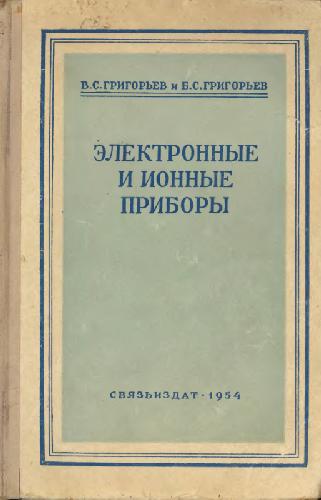 В.С.ГРИГОРЬЕВ и Б.С.ГРИГОРЬЕВ
ЭЛЕКТРОННЫЕ
И ИОННЫЕ
ПРИБОРЫ
СВЯЗЬИЗДАТ · 1954